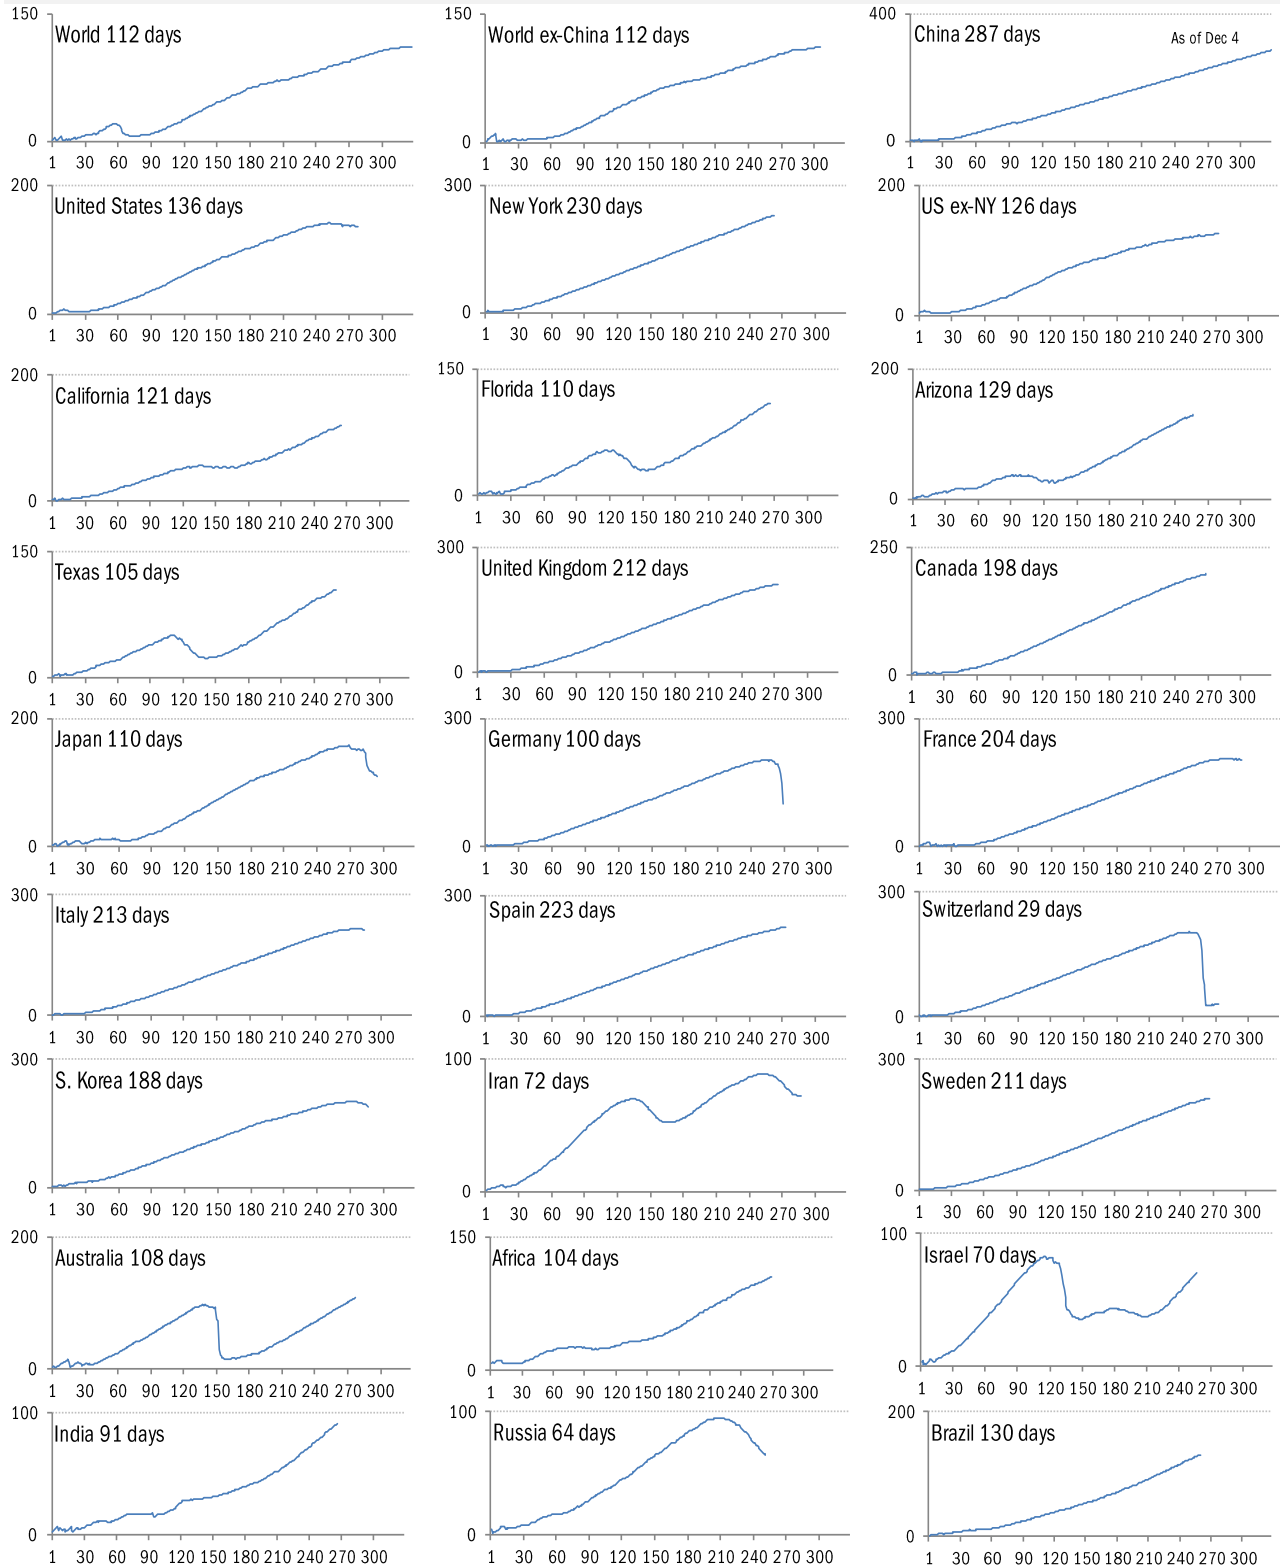 150
World 112 days
0
1 30 60 90 120 150 180 210 240 270 300
150
World ex-China 112 days
0
1 30 60 90 120 150 180 210 240 270 300
400
China 287 days
As of Dec 4
0
1 30 60 90 120 150 180 210 240 270 300
200
United States 136 days
0
1 30 60 90 120 150 180 210 240 270 300
300
New York 230 days
0
1 30 60 90 120 150 180 210 240 270 300
200
US ex-NY 126 days
0
1 30 60 90 120 150 180 210 240 270 300
200
California 121 days
0
1 30 60 90 120 150 180 210 240 270 300
150
Florida 110 days
0
1 30 60 90 120 150 180 210 240 270 300
200
Arizona 129 days
0
1 30 60 90 120 150 180 210 240 270 300
150
Texas 105 days
0
1 30 60 90 120 150 180 210 240 270 300
300
United Kingdom 212 days
0
1 30 60 90 120 150 180 210 240 270 300
250
Canada 198 days
0
1 30 60 90 120 150 180 210 240 270 300
200
Japan 110 days
0
1 30 60 90 120 150 180 210 240 270 300
300
Germany 100 days
0
1 30 60 90 120 150 180 210 240 270 300
300
France 204 days
0
1 30 60 90 120 150 180 210 240 270 300
300
Italy 213 days
0
1 30 60 90 120 150 180 210 240 270 300
300
Spain 223 days
0
1 30 60 90 120 150 180 210 240 270 300
300
Switzerland 29 days
0
1 30 60 90 120 150 180 210 240 270 300
300
S. Korea 188 days
0
1 30 60 90 120 150 180 210 240 270 300
100
Iran 72 days
0
1 30 60 90 120 150 180 210 240 270 300
300
Sweden 211 days
0
1 30 60 90 120 150 180 210 240 270 300
200
Australia 108 days
0
1 30 60 90 120 150 180 210 240 270 300
150
Africa 104 days
0
1 30 60 90 120 150 180 210 240 270 300
100
Israel 70 days
0
1 30 60 90 120 150 180 210 240 270 300
100
India 91 days
0
1 30 60 90 120 150 180 210 240 270 300
100
Russia 64 days
0
1 30 60 90 120 150 180 210 240 270 300
200
Brazil 130 days
0
1 30 60 90 120 150 180 210 240 270 300